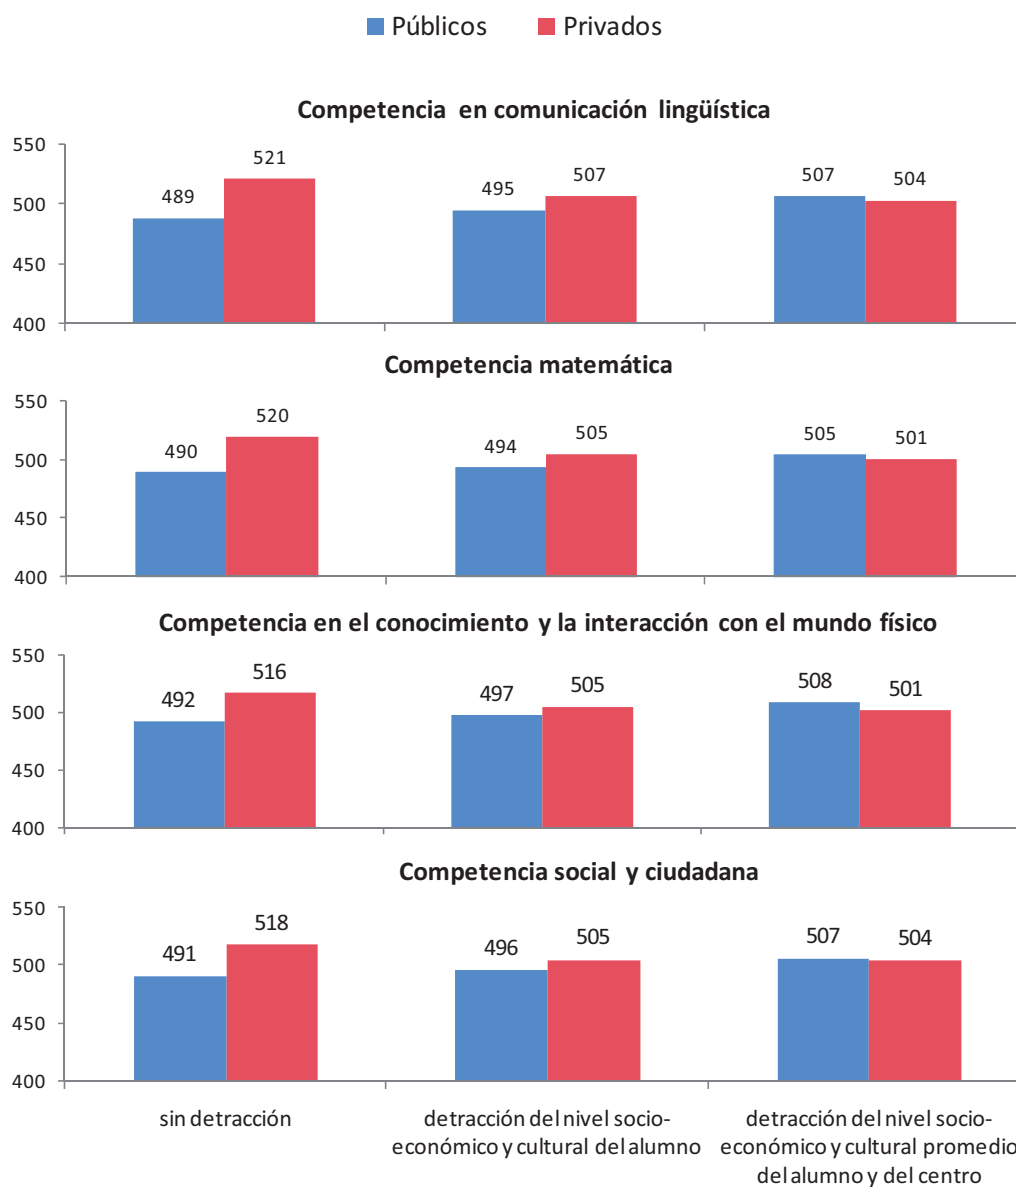 Públicos Privados
Competencia en comunicación lingüística
550
500
450
400
489 521 495 507 507 504
Competencia matemática
550
500
450
400
490 520 494 505 505 501
Competencia en el conocimiento y la interacción con el mundo físico
550
500
450
400
492 516 497 505 508 501
Competencia social y ciudadana
550
500
450
400
491 518 496 505 507 504
sin detracción
detracción del nivel socio-
económico y cultural del alumno
detracción del nivel socio-
económico y cultural promedio
del alumno y del centro